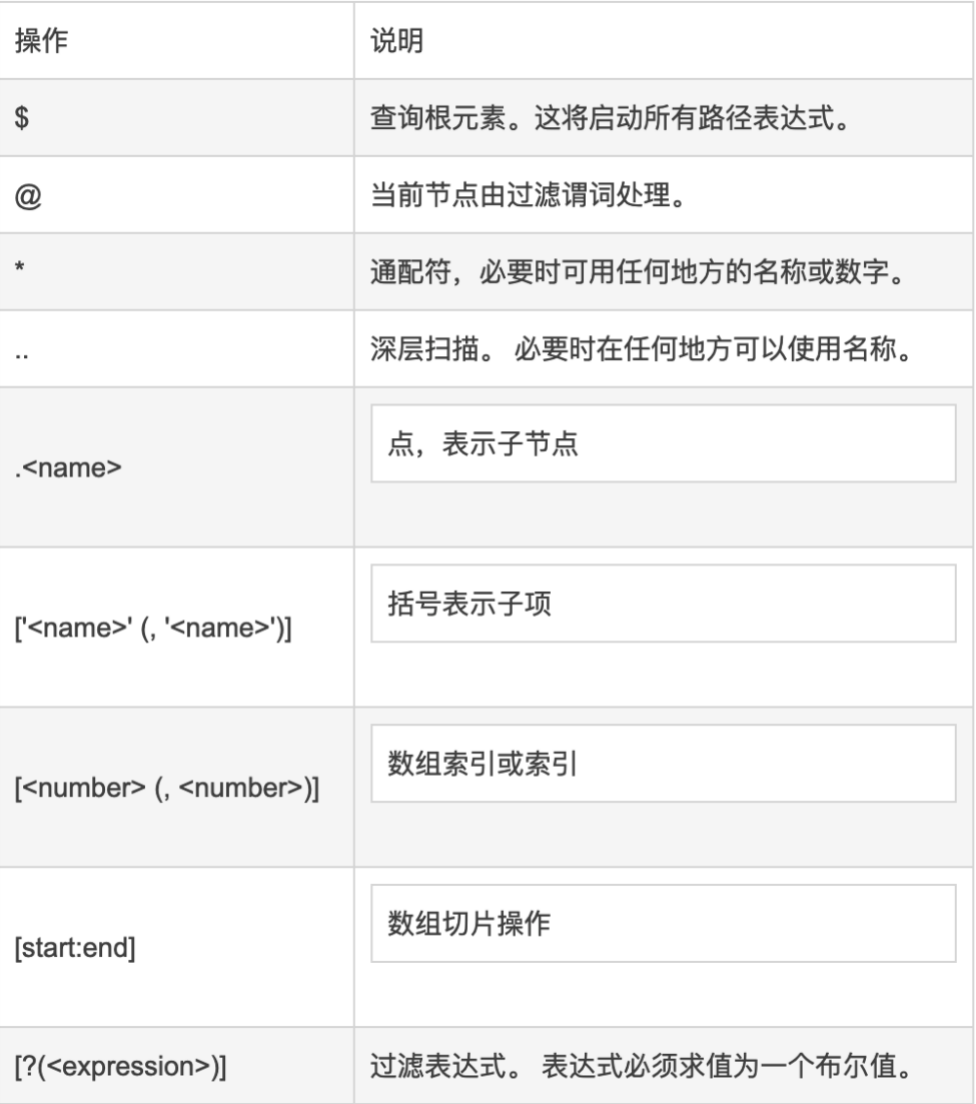 操作 说明
$ 查询根元素。这将启动所有路径表达式。
@ 当前节点由过滤谓词处理。
* 通配符，必要时可用任何地方的名称或数字。
.. 深层扫描。 必要时在任何地方可以使用名称。
.<name> 点，表示子节点
['<name>' (, '<name>')] 括号表示子项
[<number> (, <number>)] 数组索引或索引
[start:end] 数组切片操作
[?(<expression>)] 过滤表达式。 表达式必须求值为一个布尔值。